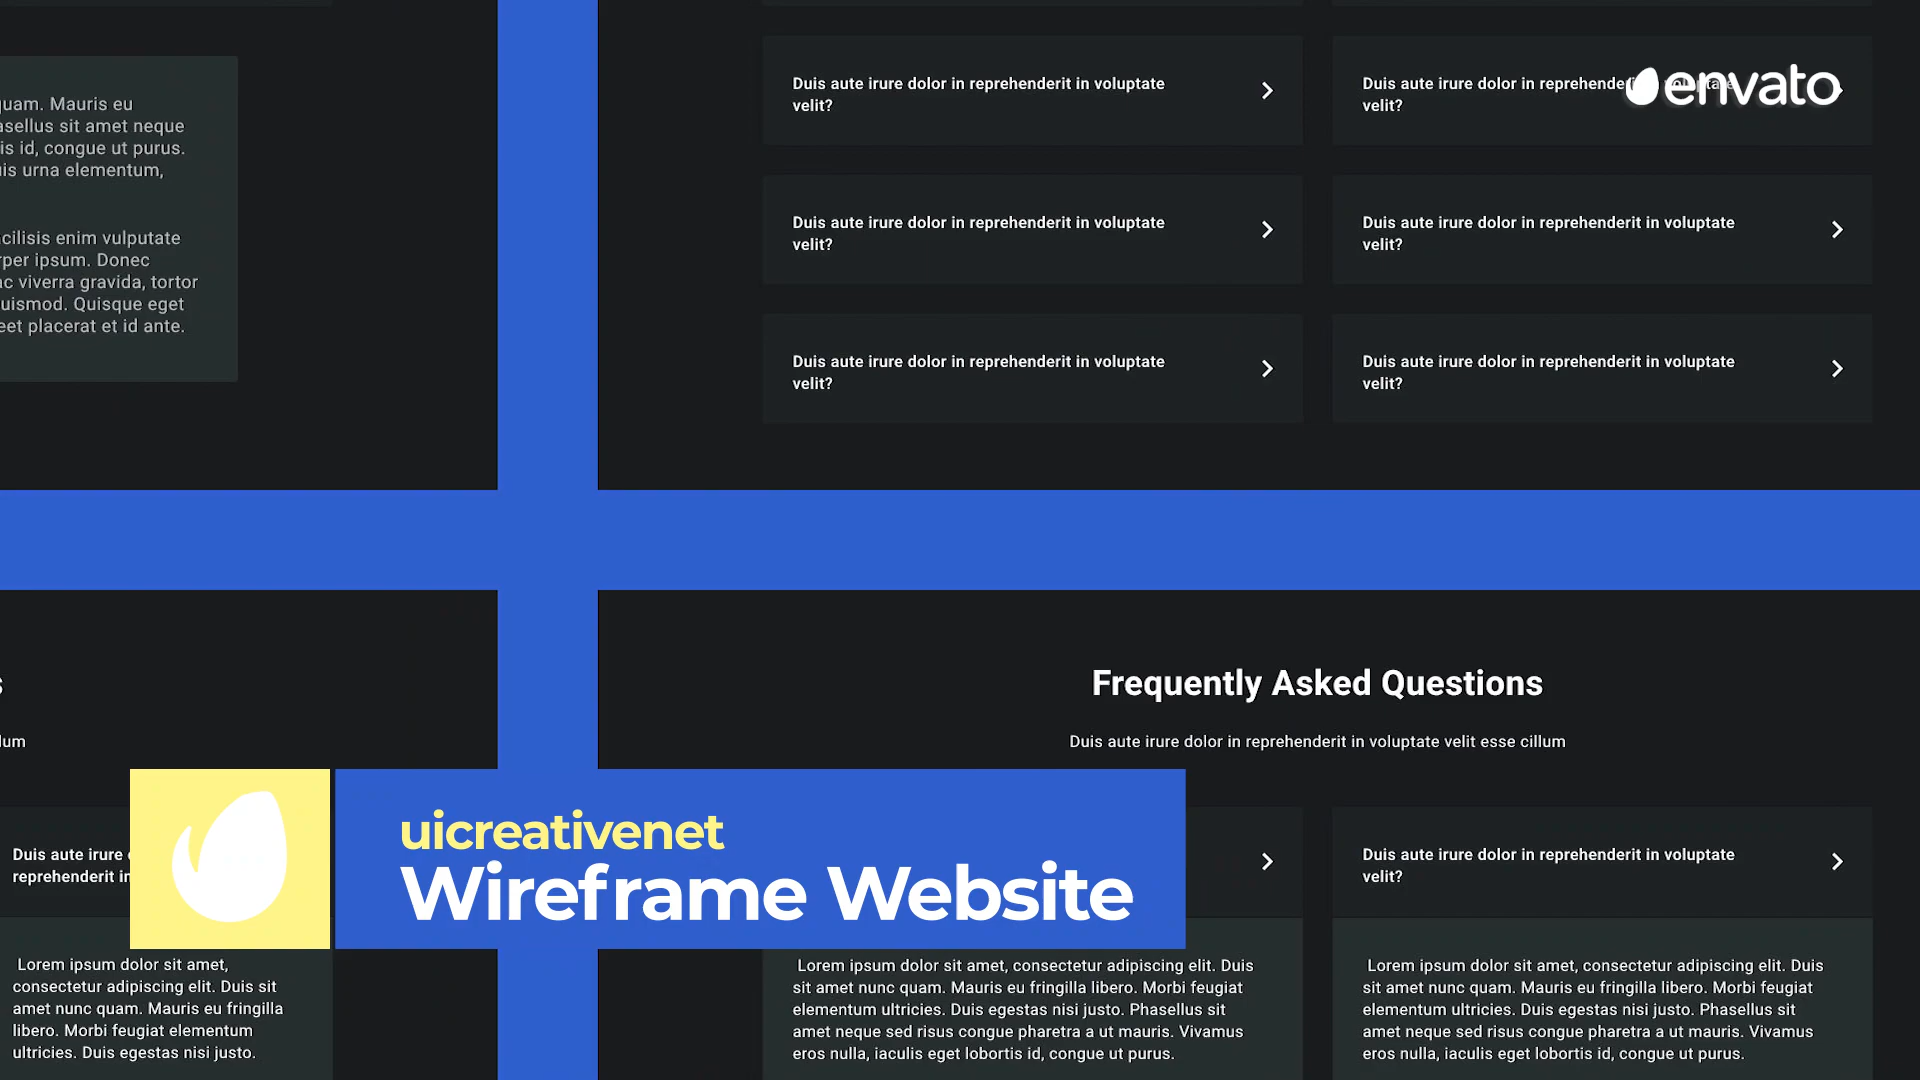 quam. Mauris eu
asellus sit amet neque
is id, congue ut purus.
uis urna elementum,
cilisis enim vulputate
rper ipsum. Donec
ac viverra gravida, tortor
uismod. Quisque eget
eet placerat et id ante.
Duis aute irure dolor in reprehenderit in voluptate
velit?
Duis aute irure dolor in reprehenderit in voluptate
velit?
envato
Duis aute irure dolor in reprehenderit in voluptate
velit?
Duis aute irure dolor in reprehenderit in voluptate
velit?
Duis aute irure dolor in reprehenderit in voluptate
velit?
Duis aute irure dolor in reprehenderit in voluptate
velit?
s
lum
Duis aute irure
reprehenderit in
Lorem ipsum dolor sit amet,
consectetur adipiscing elit. Duis sit
amet nunc quam. Mauris eu fringilla
libero. Morbi feugiat elementum
ultricies. Duis egestas nisi justo.
uicreativenet
Wireframe Website
Frequently Asked Questions
Duis aute irure dolor in reprehenderit in voluptate velit esse cillum
Lorem ipsum dolor sit amet, consectetur adipiscing elit. Duis
sit amet nunc quam. Mauris eu fringilla libero. Morbi feugiat
elementum ultricies. Duis egestas nisi justo. Phasellus sit
amet neque sed risus congue pharetra a ut mauris. Vivamus
eros nulla, iaculis eget lobortis id, congue ut purus.
Duis aute irure dolor in reprehenderit in voluptate
velit?
Lorem ipsum dolor sit amet, consectetur adipiscing elit. Duis
sit amet nunc quam. Mauris eu fringilla libero. Morbi feugiat
elementum ultricies. Duis egestas nisi justo. Phasellus sit
amet neque sed risus congue pharetra a ut mauris. Vivamus
eros nulla, iaculis eget lobortis id, congue ut purus.